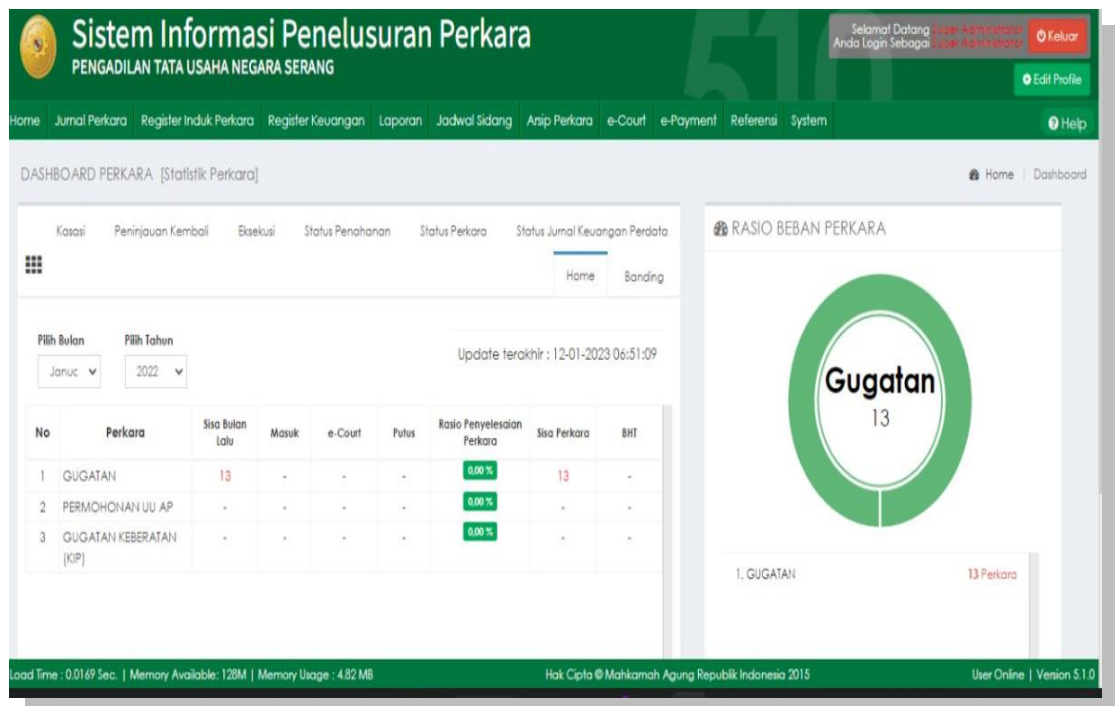 Sistem Informasi Penelusuran Perkara
PENGADILAN TATA USAHA NEGARA SERANG
510
Selamat Datang Super Administrator
Anda Login Sebagai Super Administrator
Keluar
Edit Profile
Home Jurnal Perkara Register Induk Perkara Register Keuangan Laporan Jadwal Sidang Arsip Perkara e-Court e-Payment Referensi System Help
DASHBOARD PERKARA [Statistik Perkara]
Home | Dashboard
Kasasi Peninjauan Kembali Eksekusi Status Penahanan Status Perkara Status Jurnal Keuangan Perdata
Home Banding
Pilih Bulan Pilih Tahun
Januc 2022
Update terakhir : 12-01-2023 06:51:09
No Perkara Sisa Bulan Lalu Masuk e-Court Putus Rasio Penyelesaian Perkara Sisa Perkara BHT
1 GUGATAN 13 - - - 0,00 % 13 -
2 PERMOHONAN UU AP - - - - 0,00 % - -
3 GUGATAN KEBERATAN (KIP) - - - - 0,00 % - -
RASIO BEBAN PERKARA
Gugatan
13
1. GUGATAN 13 Perkara
Load Time : 0.0169 Sec. | Memory Available: 128M | Memory Usage : 4.82 MB
Hak Cipta © Mahkamah Agung Republik Indonesia 2015
User Online | Version 5.1.0